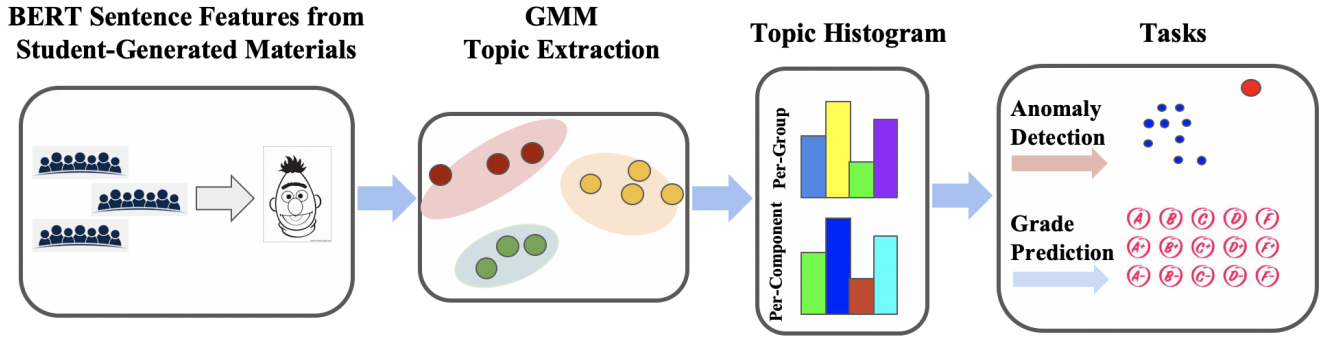 BERT Sentence Features from
Student-Generated Materials
GMM
Topic Extraction
Topic Histogram
Per-Group
Per-Component
Tasks
Anomaly
Detection
Grade
Prediction
A B C D F
A+ B+ C+ D+ F+
A- B- C- D- F-